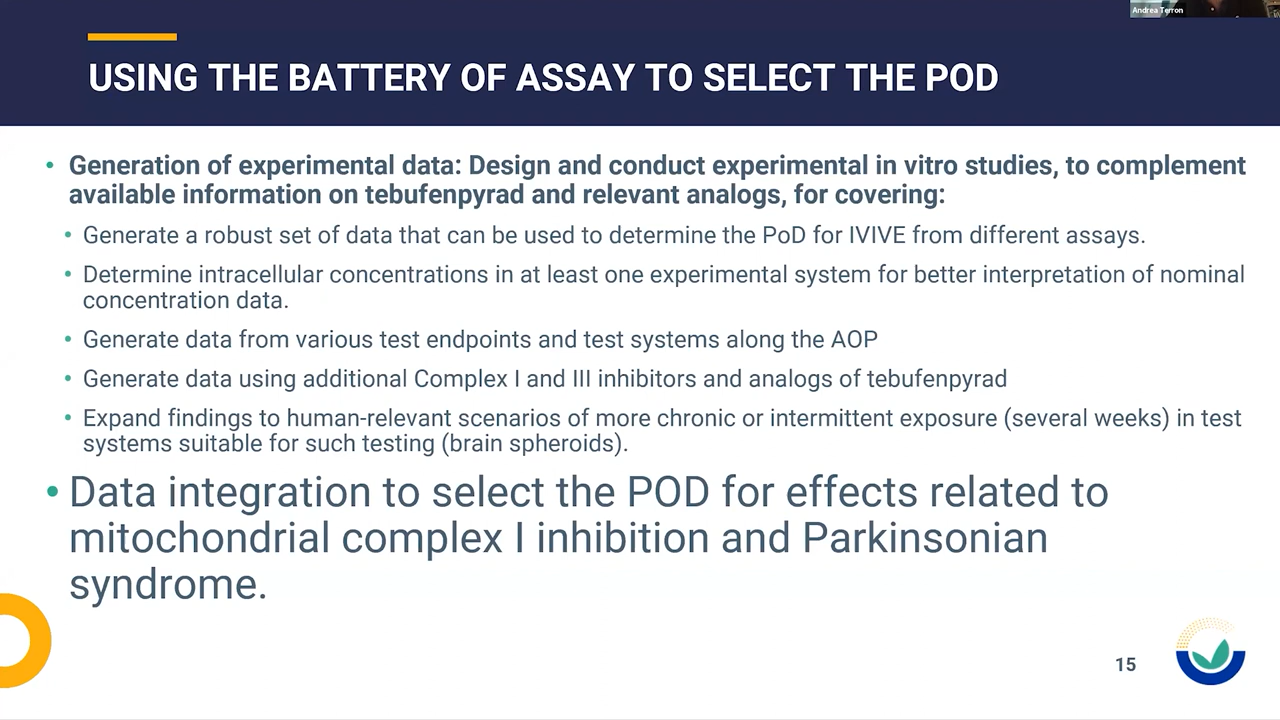 Andrea Terron
USING THE BATTERY OF ASSAY TO SELECT THE POD
• Generation of experimental data: Design and conduct experimental in vitro studies, to complement
available information on tebufenpyrad and relevant analogs, for covering:
• Generate a robust set of data that can be used to determine the PoD for IVIVE from different assays.
• Determine intracellular concentrations in at least one experimental system for better interpretation of nominal
concentration data.
• Generate data from various test endpoints and test systems along the AOP
• Generate data using additional Complex I and III inhibitors and analogs of tebufenpyrad
• Expand findings to human-relevant scenarios of more chronic or intermittent exposure (several weeks) in test
systems suitable for such testing (brain spheroids).
• Data integration to select the POD for effects related to
mitochondrial complex I inhibition and Parkinsonian
syndrome.
15